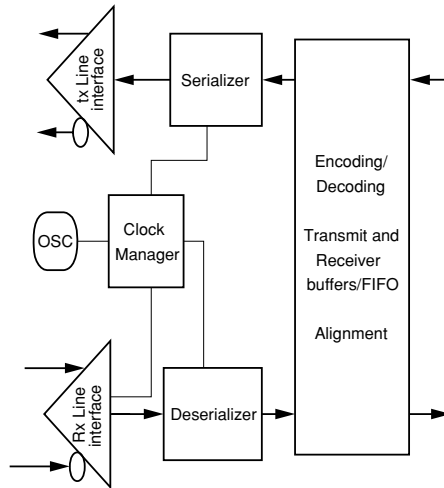 tx Line
interface
Serializer
Encoding/
Decoding
Transmit and
Receiver
buffers/FIFO
Alignment
OSC
Clock
Manager
Rx Line
interface
Deserializer